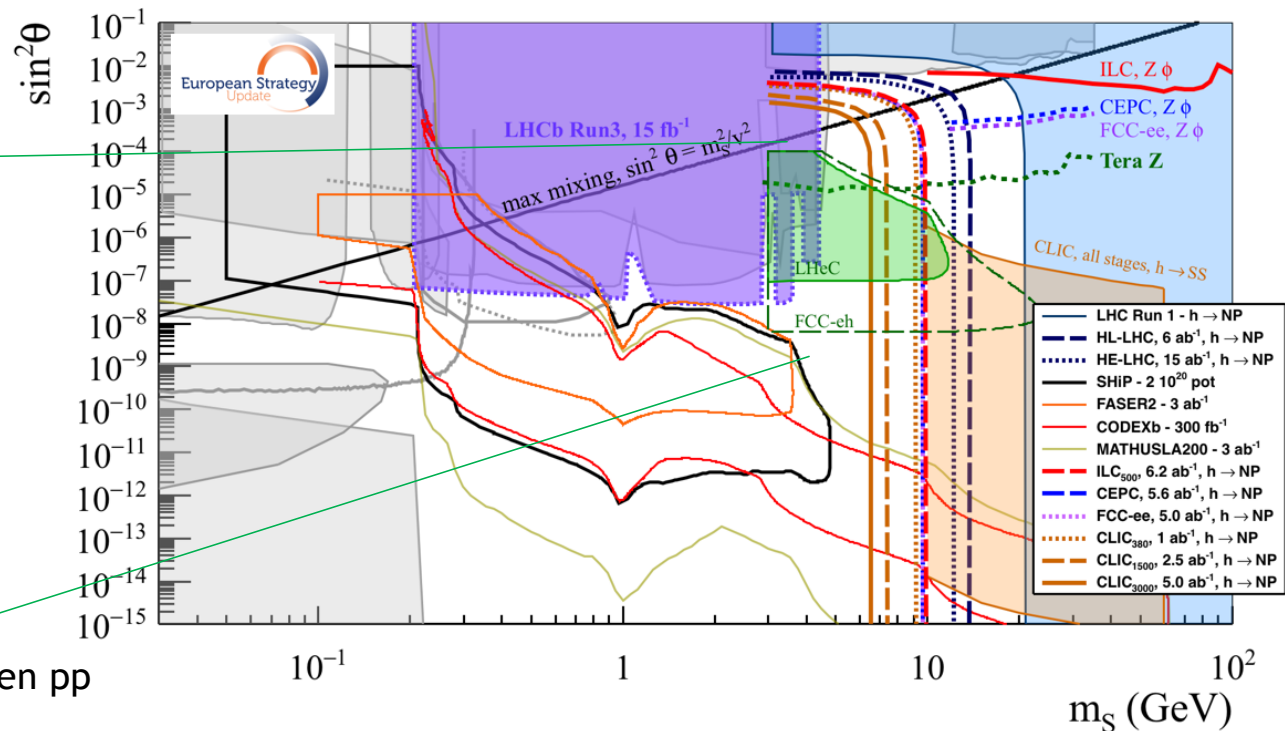 sin²θ
10⁻¹
10⁻²
10⁻³
10⁻⁴
10⁻⁵
10⁻⁶
10⁻⁷
10⁻⁸
10⁻⁹
10⁻¹⁰
10⁻¹¹
10⁻¹²
10⁻¹³
10⁻¹⁴
10⁻¹⁵
European Strategy
Update
LHCb Run3, 15 fb⁻¹
max mixing, sin² θ = m_S²/v²
ILC, Z ϕ
CEPC, Z ϕ
FCC-ee, Z ϕ
Tera Z
CLIC, all stages, h → SS
LHeC
FCC-eh
LHC Run 1 - h → NP
HL-LHC, 6 ab⁻¹, h → NP
HE-LHC, 15 ab⁻¹, h → NP
SHiP - 2 10²⁰ pot
FASER2 - 3 ab⁻¹
CODEXb - 300 fb⁻¹
MATHUSLA200 - 3 ab⁻¹
ILC₅₀₀, 6.2 ab⁻¹, h → NP
CEPC, 5.6 ab⁻¹, h → NP
FCC-ee, 5.0 ab⁻¹, h → NP
CLIC₃₈₀, 1 ab⁻¹, h → NP
CLIC₁₅₀₀, 2.5 ab⁻¹, h → NP
CLIC₃₀₀₀, 5.0 ab⁻¹, h → NP
10⁻¹ 1 10 10²
en pp
m_S (GeV)